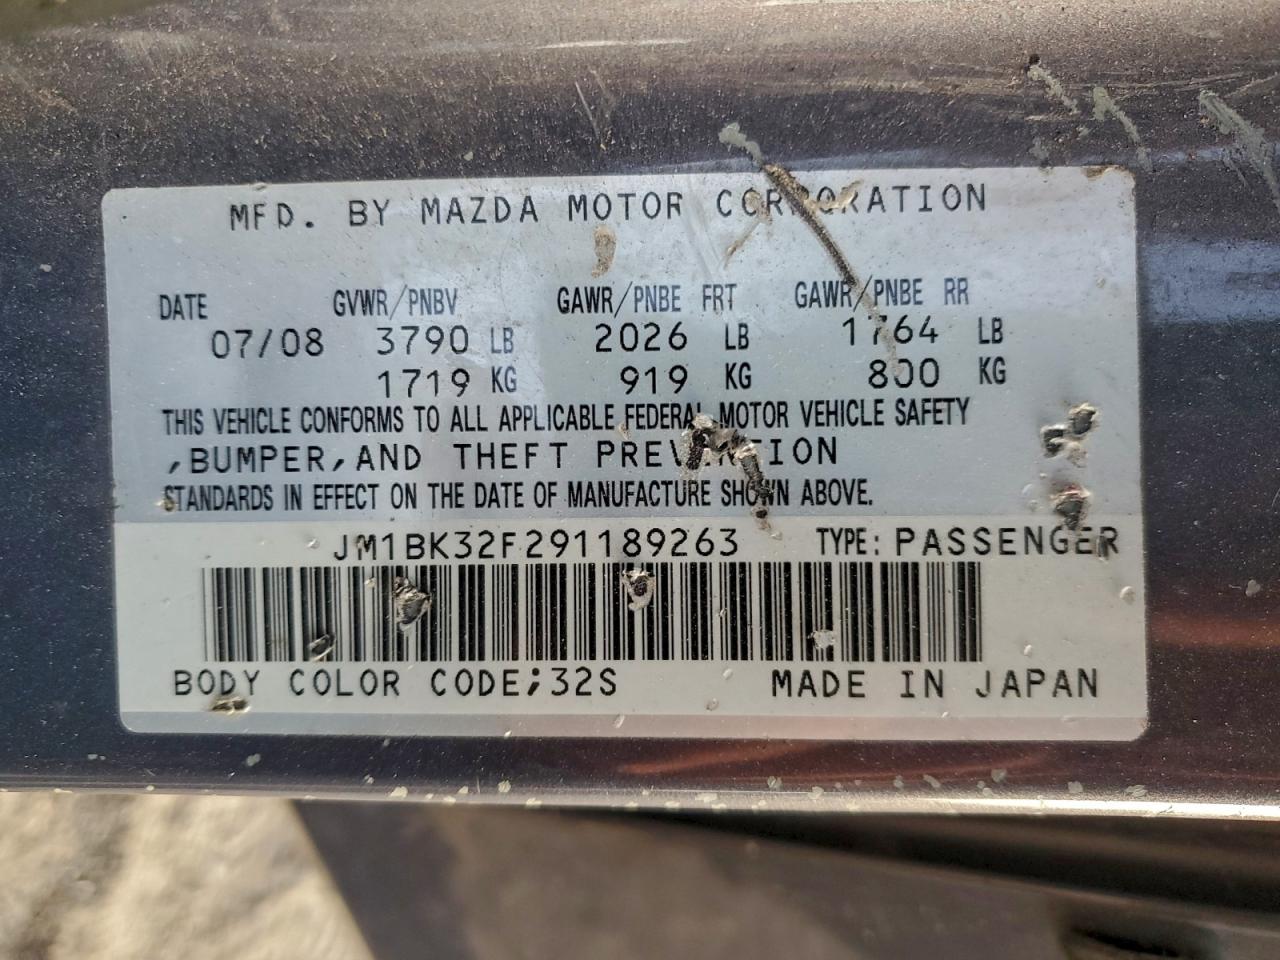 MFD. BY MAZDA MOTOR CORPORATION
DATE GVWR/PNBV GAWR/PNBE FRT GAWR/PNBE RR
07/08 3790 LB 2026 LB 1764 LB
1719 KG 919 KG 800 KG
THIS VEHICLE CONFORMS TO ALL APPLICABLE FEDERAL MOTOR VEHICLE SAFETY
,BUMPER,AND THEFT PREVENTION
STANDARDS IN EFFECT ON THE DATE OF MANUFACTURE SHOWN ABOVE.
JM1BK32F291189263 TYPE: PASSENGER
BODY COLOR CODE;32S MADE IN JAPAN